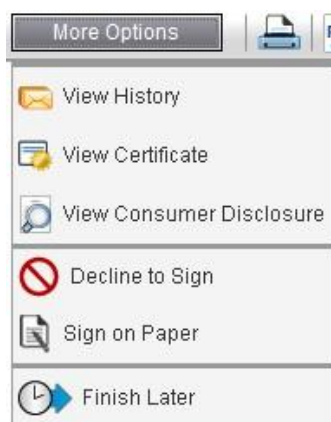 More Options
View History
View Certificate
View Consumer Disclosure
Decline to Sign
Sign on Paper
Finish Later